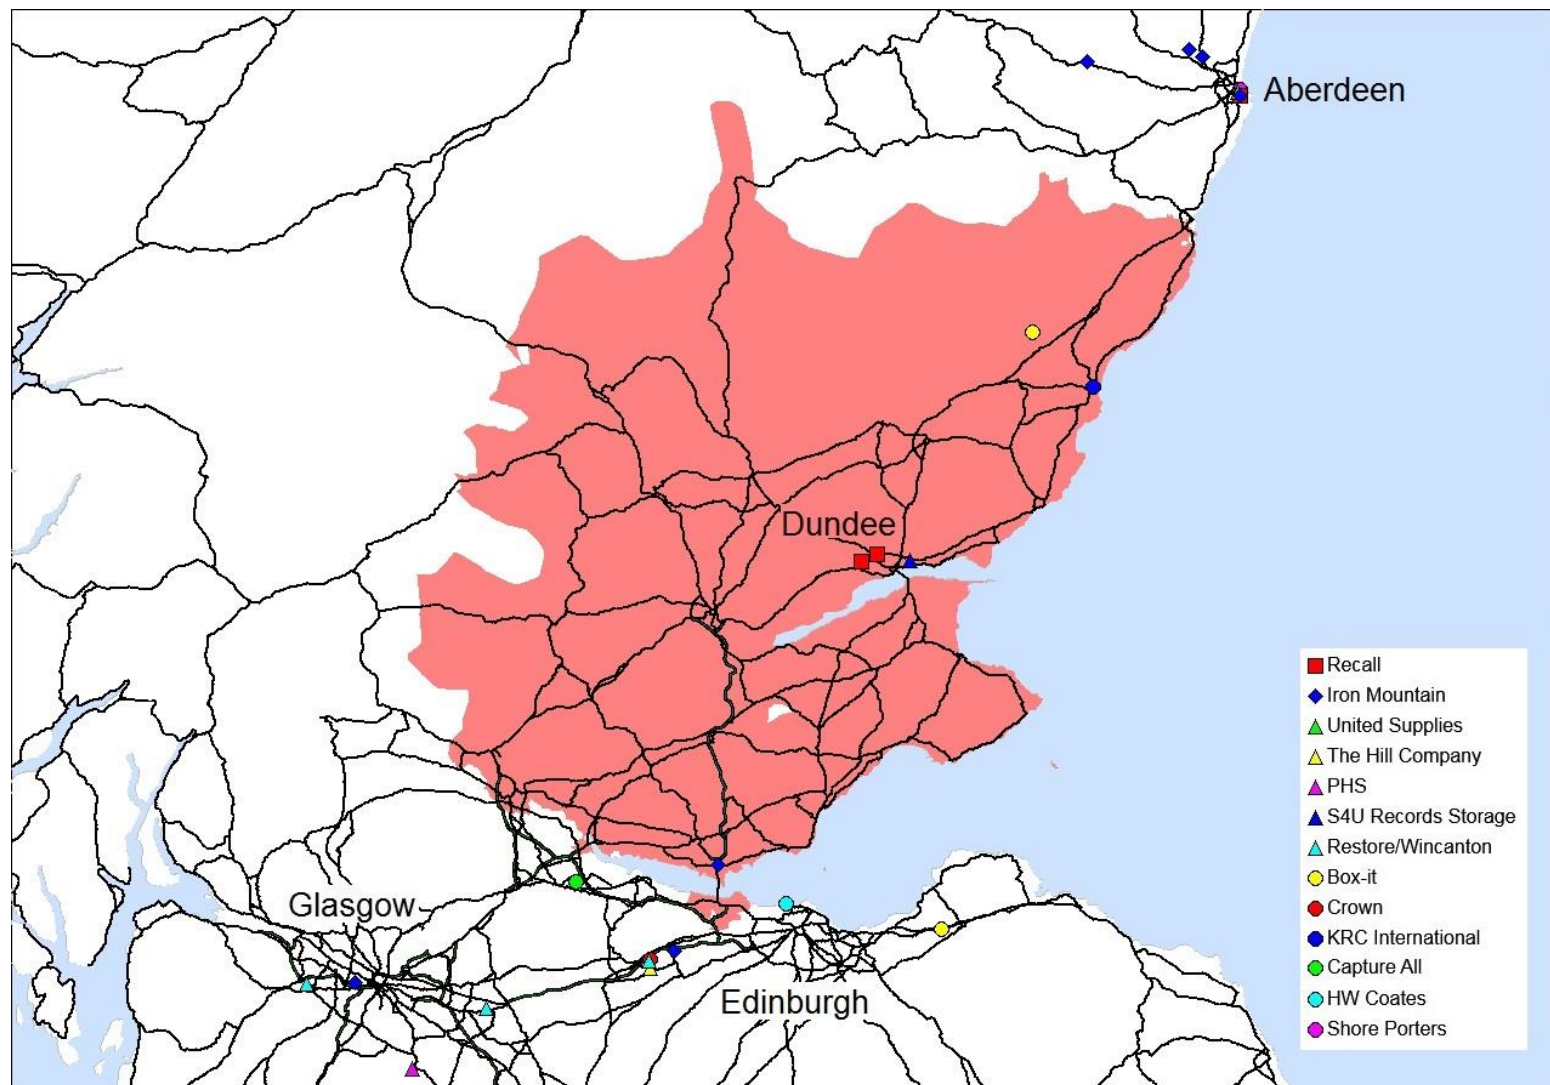 Aberdeen
Dundee
Recall
Iron Mountain
United Supplies
The Hill Company
PHS
S4U Records Storage
Restore/Wincanton
Box-it
Crown
KRC International
Capture All
HW Coates
Shore Porters
Glasgow
Edinburgh